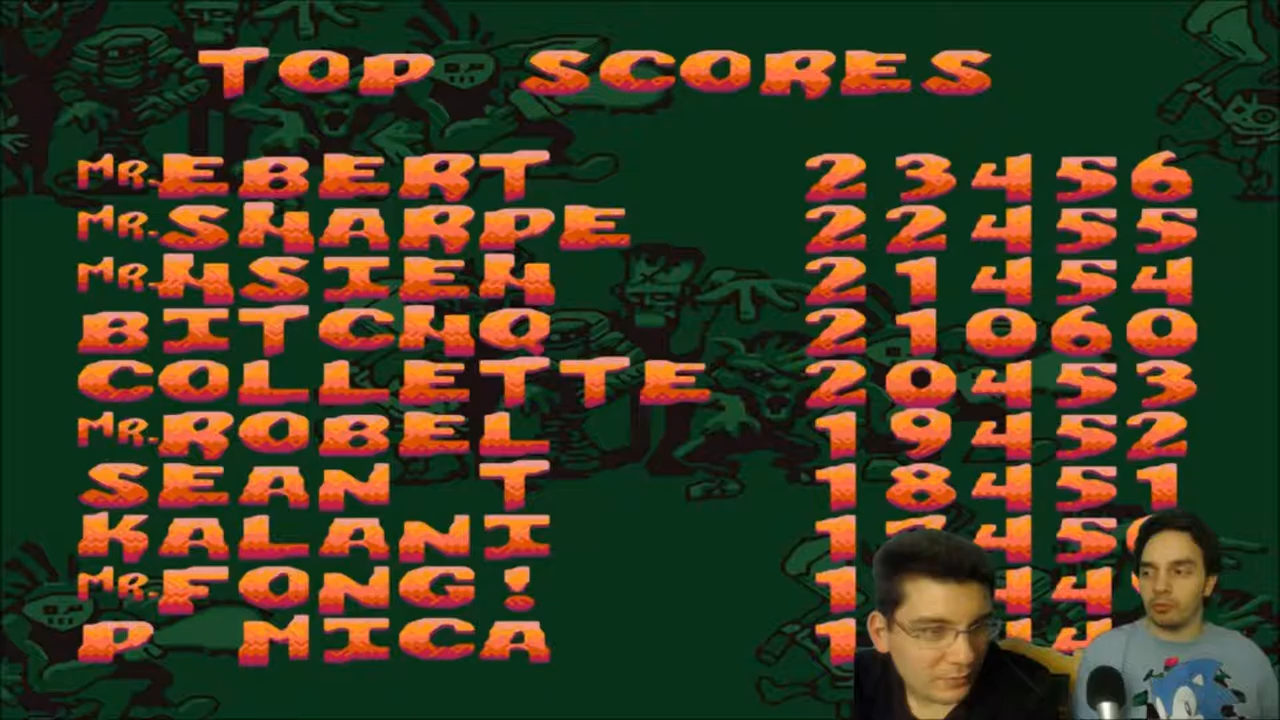 TOP SCORES
MR.EBERT 23456
MR.SHARPE 22455
MR.HSIEH 21454
BITCHQ 21060
COLLETTE 20453
MR.ROBEL 19452
SEAN T 18451
KALANI
MR.FONG!
P MICA